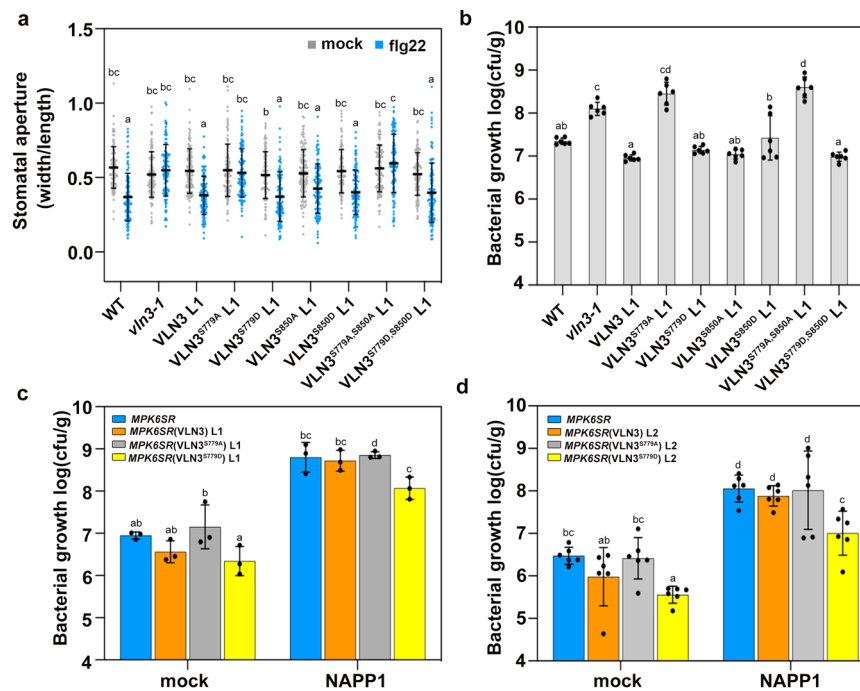 a
Stomatal aperture
(width/length)
1.5
1.0
0.5
0.0
mock
flg22
bc a bc bc bc a bc bc b a bc a bc a bc c bc a
WT
vln3-1
VLN3 L1
VLN3S779A L1
VLN3S779D L1
VLN3S850A L1
VLN3S850D L1
VLN3S779A,S850A L1
VLN3S779D,S850D L1
b
Bacterial growth log(cfu/g)
9
8
7
6
5
4
ab c a cd ab ab b d ab
WT
vln3-1
VLN3 L1
VLN3S779A L1
VLN3S779D L1
VLN3S850A L1
VLN3S850D L1
VLN3S779A,S850A L1
VLN3S779D,S850D L1
c
Bacterial growth log(cfu/g)
10
9
8
7
6
5
4
MPK6SR
MPK6SR(VLN3) L1
MPK6SR(VLN3S779A) L1
MPK6SR(VLN3S779D) L1
ab ab b a bc bc d c
mock
NAPP1
d
Bacterial growth log(cfu/g)
10
9
8
7
6
5
4
MPK6SR
MPK6SR(VLN3) L2
MPK6SR(VLN3S779A) L2
MPK6SR(VLN3S779D) L2
bc ab bc a d d d c
mock
NAPP1